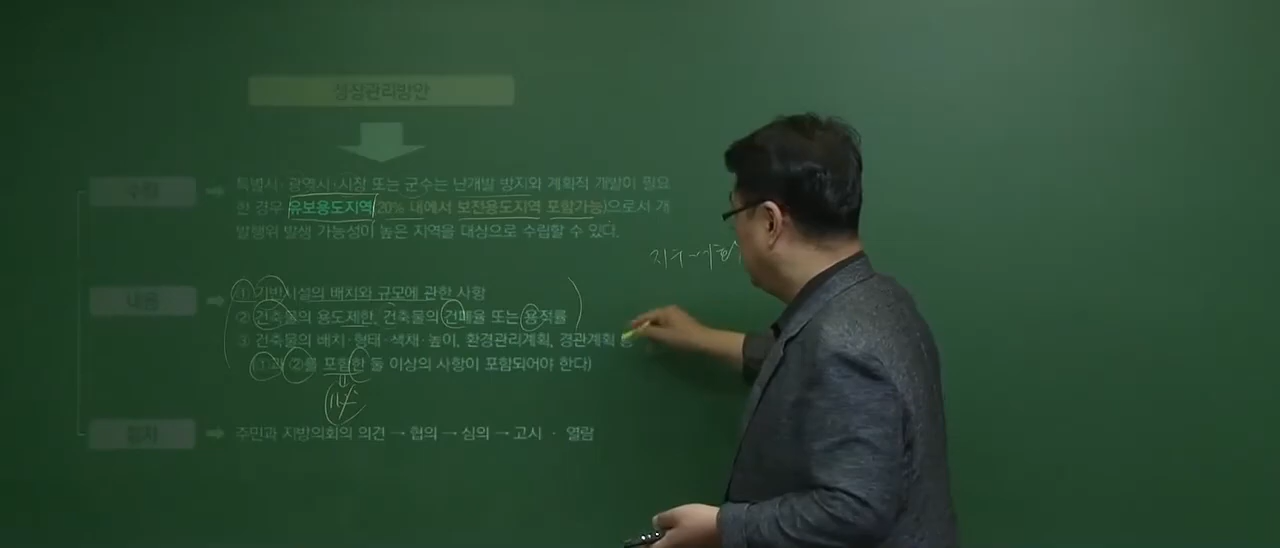 성장관리방안
수립
특별시·광역시·시장 또는 군수는 난개발 방지와 계획적 개발이 필요
한 경우 유보용도지역(20% 내에서 보전용도지역 포함가능)으로서 개
발행위 발생 가능성이 높은 지역을 대상으로 수립할 수 있다.
내용
① 기반시설의 배치와 규모에 관한 사항
② 건축물의 용도제한, 건축물의 건폐율 또는 용적률
③ 건축물의 배치·형태·색채·높이, 환경관리계획, 경관계획 등
(①과 ②를 포함한 둘 이상의 사항이 포함되어야 한다)
절차
주민과 지방의회의 의견 → 협의 → 심의 → 고시 · 열람